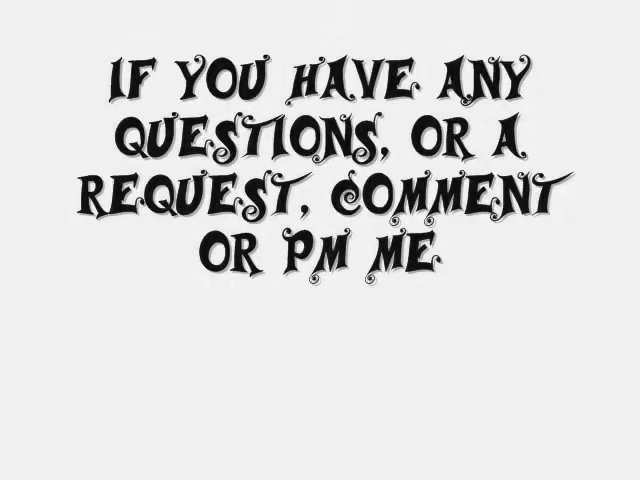 IF YOU HAVE ANY
QUESTIONS, OR A
REQUEST, COMMENT
OR PM ME